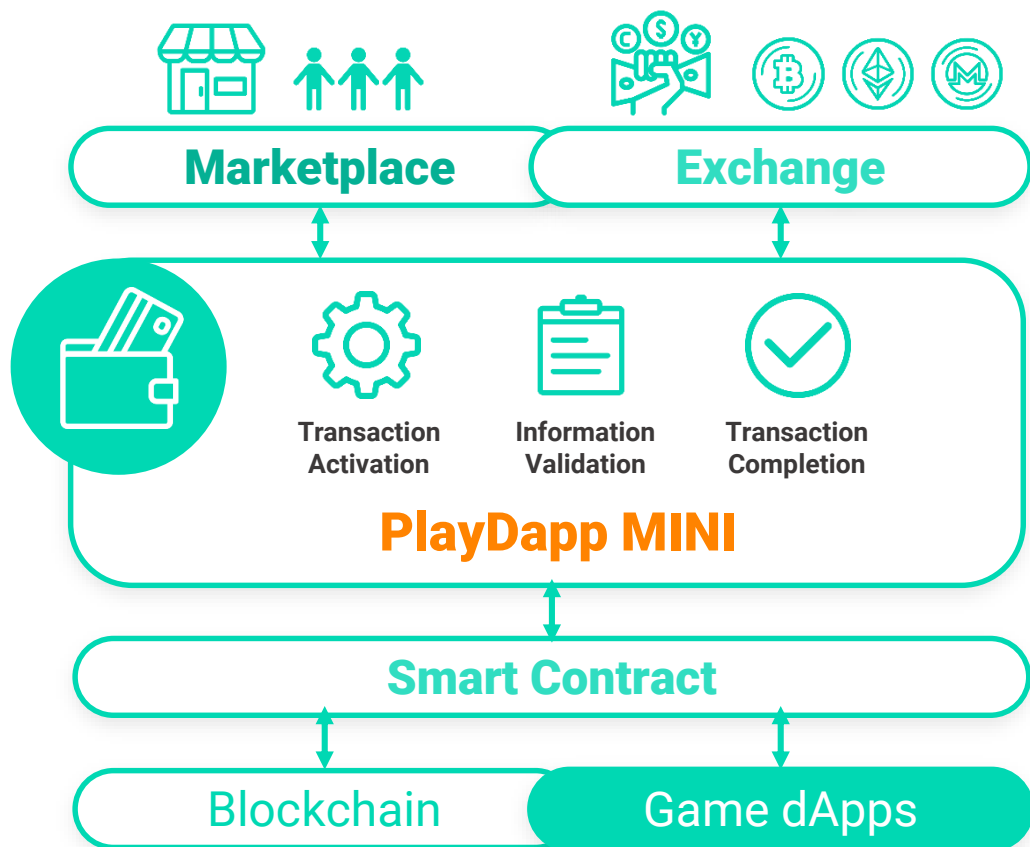 Marketplace
Exchange
Transaction
Activation
Information
Validation
Transaction
Completion
PlayDapp MINI
Smart Contract
Blockchain
Game dApps